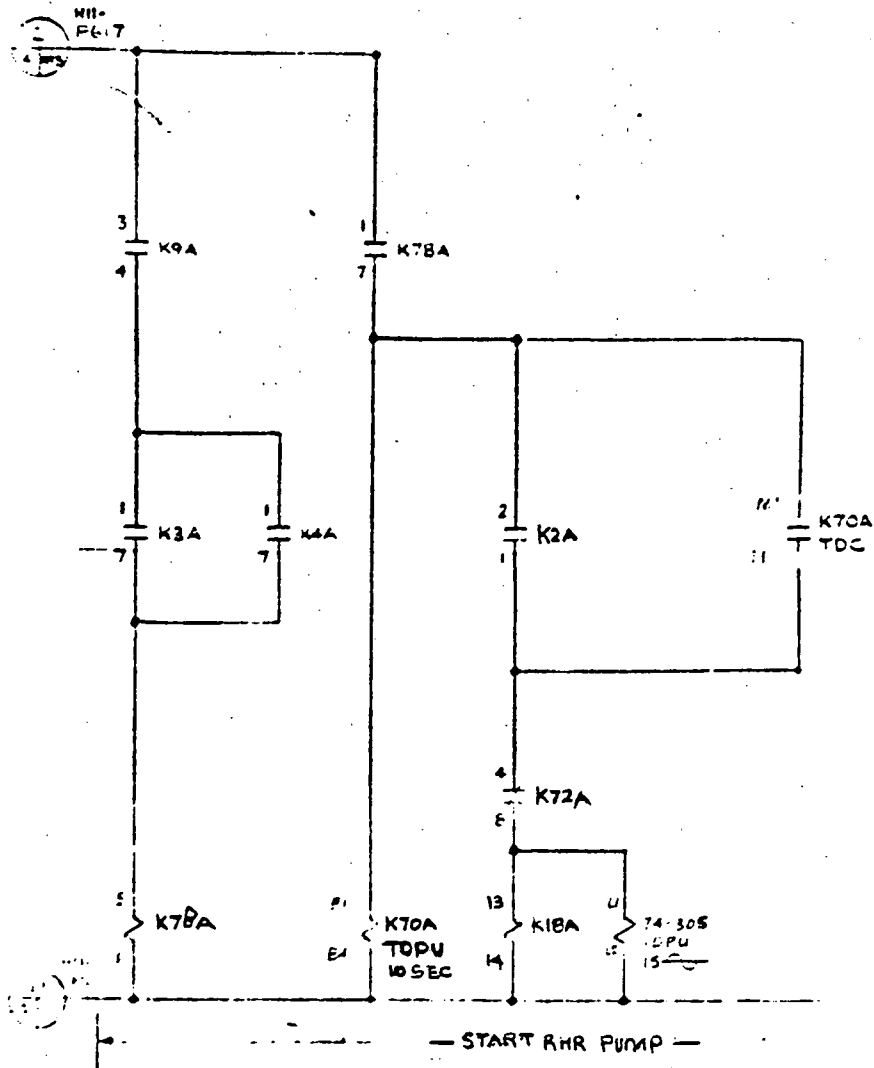 F617
3
K9A
4
1
K78A
7
1
K3A
7
1
K4A
7
2
K2A
1
K70A
TDC
4
K72A
8
K78A
K70A
TDPU
10 SEC
13
K18A
14
74-305
15
START RHR PUMP